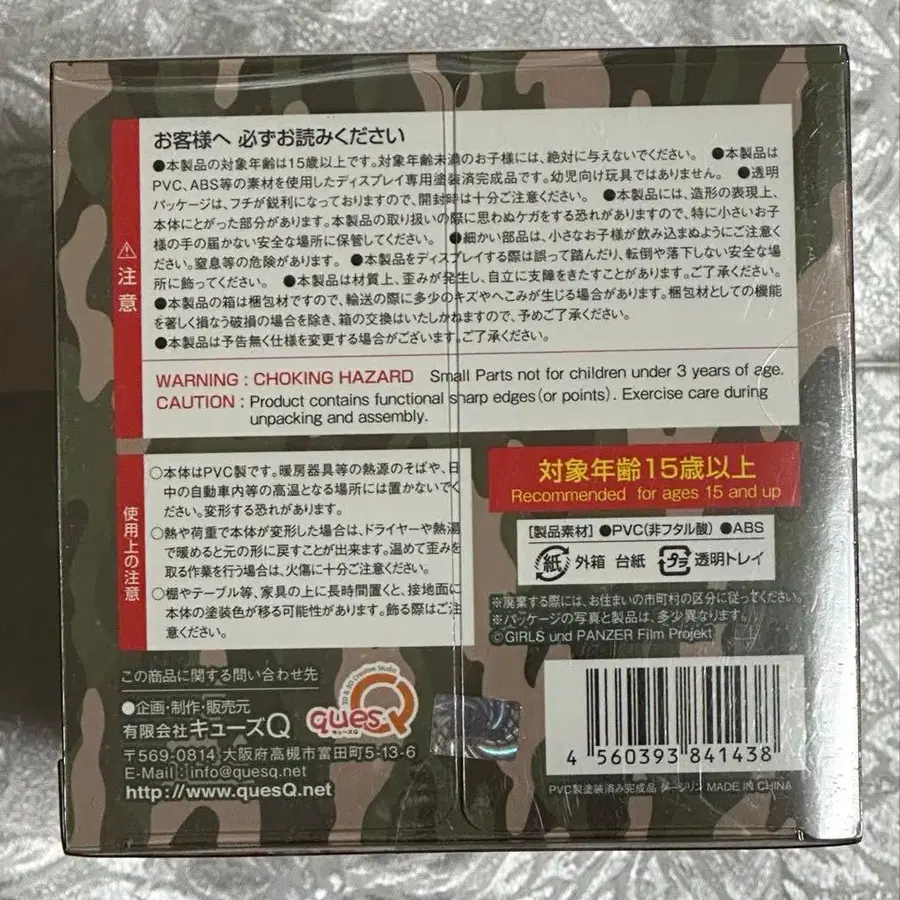 お客様へ 必ずお読みください
●本製品の対象年齢は15歳以上です。対象年齢未満のお子様には、絶対に与えないでください。 ●本製品は
PVC、ABS等の素材を使用したディスプレイ専用塗装済完成品です。幼児向け玩具ではありません。 ●透明
パッケージは、フチが鋭利になっておりますので、開封時は十分ご注意ください。 ●本製品には、造形の表現上、
本体にとがった部分があります。本製品の取り扱いの際に思わぬケガをする恐れがありますので、特に小さいお子
様の手の届かない安全な場所に保管してください。 ●細かい部品は、小さなお子様が飲み込まぬようにご注意く
ださい。窒息等の危険があります。 ●本製品をディスプレイする際は誤って踏んだり、転倒や落下しない安全な場
所に飾ってください。 ●本製品は材質上、歪みが発生し、自立に支障をきたすことがあります。ご了承ください。
●本製品の箱は梱包材ですので、輸送の際に多少のキズやへこみが生じる場合があります。梱包材としての機能
を著しく損なう破損の場合を除き、箱の交換はいたしかねますので、予めご了承ください。
●本製品は予告無く仕様を変更する場合がございます。ご了承ください。
注意
WARNING : CHOKING HAZARD Small Parts not for children under 3 years of age.
CAUTION : Product contains functional sharp edges (or points). Exercise care during
unpacking and assembly.
使用上の注意
○本体はPVC製です。暖房器具等の熱源のそばや、日
中の自動車内等の高温となる場所には置かないでく
ださい。変形する恐れがあります。
○熱や荷重で本体が変形した場合は、ドライヤーや熱湯
で暖めると元の形に戻すことが出来ます。温めて歪みを
取る作業を行う場合は、火傷に十分ご注意ください。
○棚やテーブル等、家具の上に長時間置くと、接地面に
本体の塗装色が移る可能性があります。飾る際はご注
意ください。
対象年齢15歳以上
Recommended for ages 15 and up
[製品素材] ●PVC(非フタル酸) ●ABS
紙 外箱 台紙 プラ 透明トレイ
※廃棄する際には、お住まいの市町村の区分に従ってください。
※パッケージの写真と製品は、多少異なります。
©GIRLS und PANZER Film Projekt
この商品に関する問い合わせ先
●企画・制作・販売元
有限会社キューズQ
〒569-0814 大阪府高槻市富田町5-13-6
E-Mail : info@quesq.net
http://www.quesQ.net
2D & 3D Creative Studio
quesQ
キューズQ
4 560393 841438
PVC製塗装済み完成品 ダージリン MADE IN CHINA